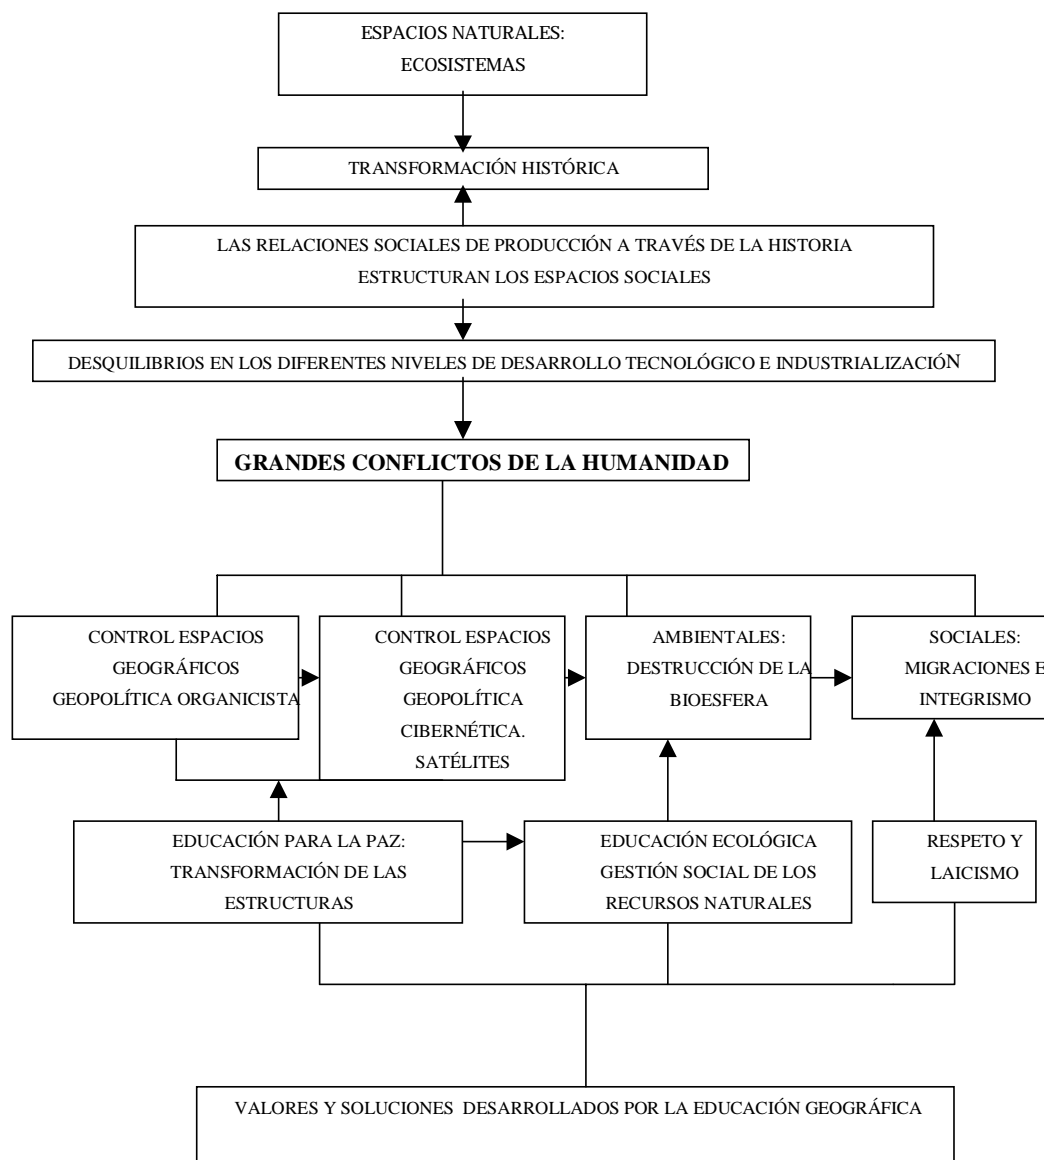 ESPACIOS NATURALES:
ECOSISTEMAS
TRANSFORMACIÓN HISTÓRICA
LAS RELACIONES SOCIALES DE PRODUCCIÓN A TRAVÉS DE LA HISTORIA
ESTRUCTURAN LOS ESPACIOS SOCIALES
DESQUILIBRIOS EN LOS DIFERENTES NIVELES DE DESARROLLO TECNOLÓGICO E INDUSTRIALIZACIÓN
GRANDES CONFLICTOS DE LA HUMANIDAD
CONTROL ESPACIOS
GEOGRÁFICOS
GEOPOLÍTICA ORGANICISTA
CONTROL ESPACIOS
GEOGRÁFICOS
GEOPOLÍTICA
CIBERNÉTICA.
SATÉLITES
AMBIENTALES:
DESTRUCCIÓN DE LA
BIOESFERA
SOCIALES:
MIGRACIONES E
INTEGRISMO
EDUCACIÓN PARA LA PAZ:
TRANSFORMACIÓN DE LAS
ESTRUCTURAS
EDUCACIÓN ECOLÓGICA
GESTIÓN SOCIAL DE LOS
RECURSOS NATURALES
RESPETO Y
LAICISMO
VALORES Y SOLUCIONES DESARROLLADOS POR LA EDUCACIÓN GEOGRÁFICA